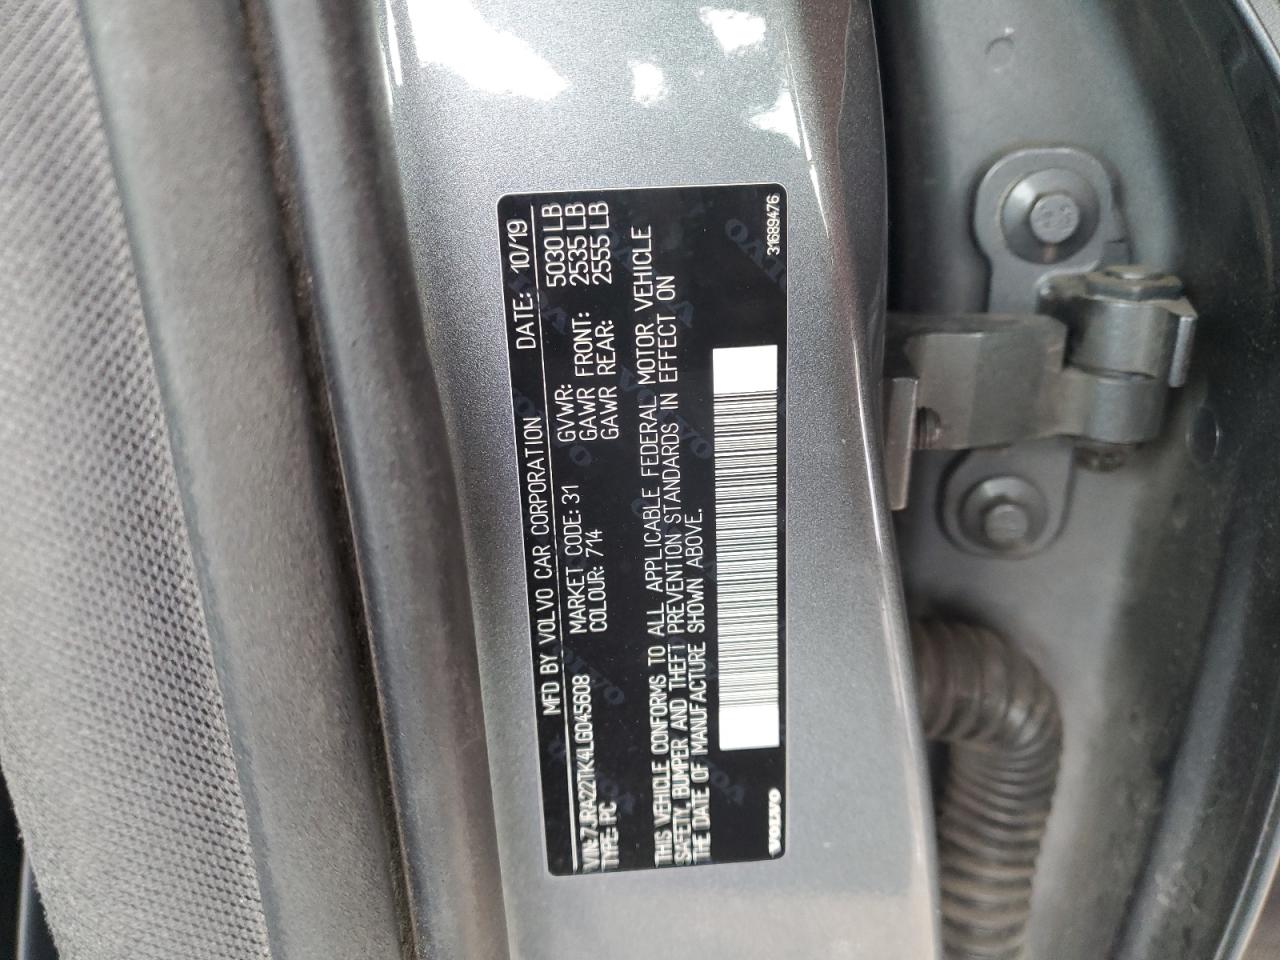 MFD BY VOLVO CAR CORPORATION DATE: 10/19
VIN: 7JRA22TK4LG045608 MARKET CODE: 31 GVWR: 5030 LB
TYPE: PC COLOUR: 714 GAWR FRONT: 2535 LB
GAWR REAR: 2555 LB
THIS VEHICLE CONFORMS TO ALL APPLICABLE FEDERAL MOTOR VEHICLE
SAFETY, BUMPER AND THEFT PREVENTION STANDARDS IN EFFECT ON
THE DATE OF MANUFACTURE SHOWN ABOVE.
VOLVO 31689476